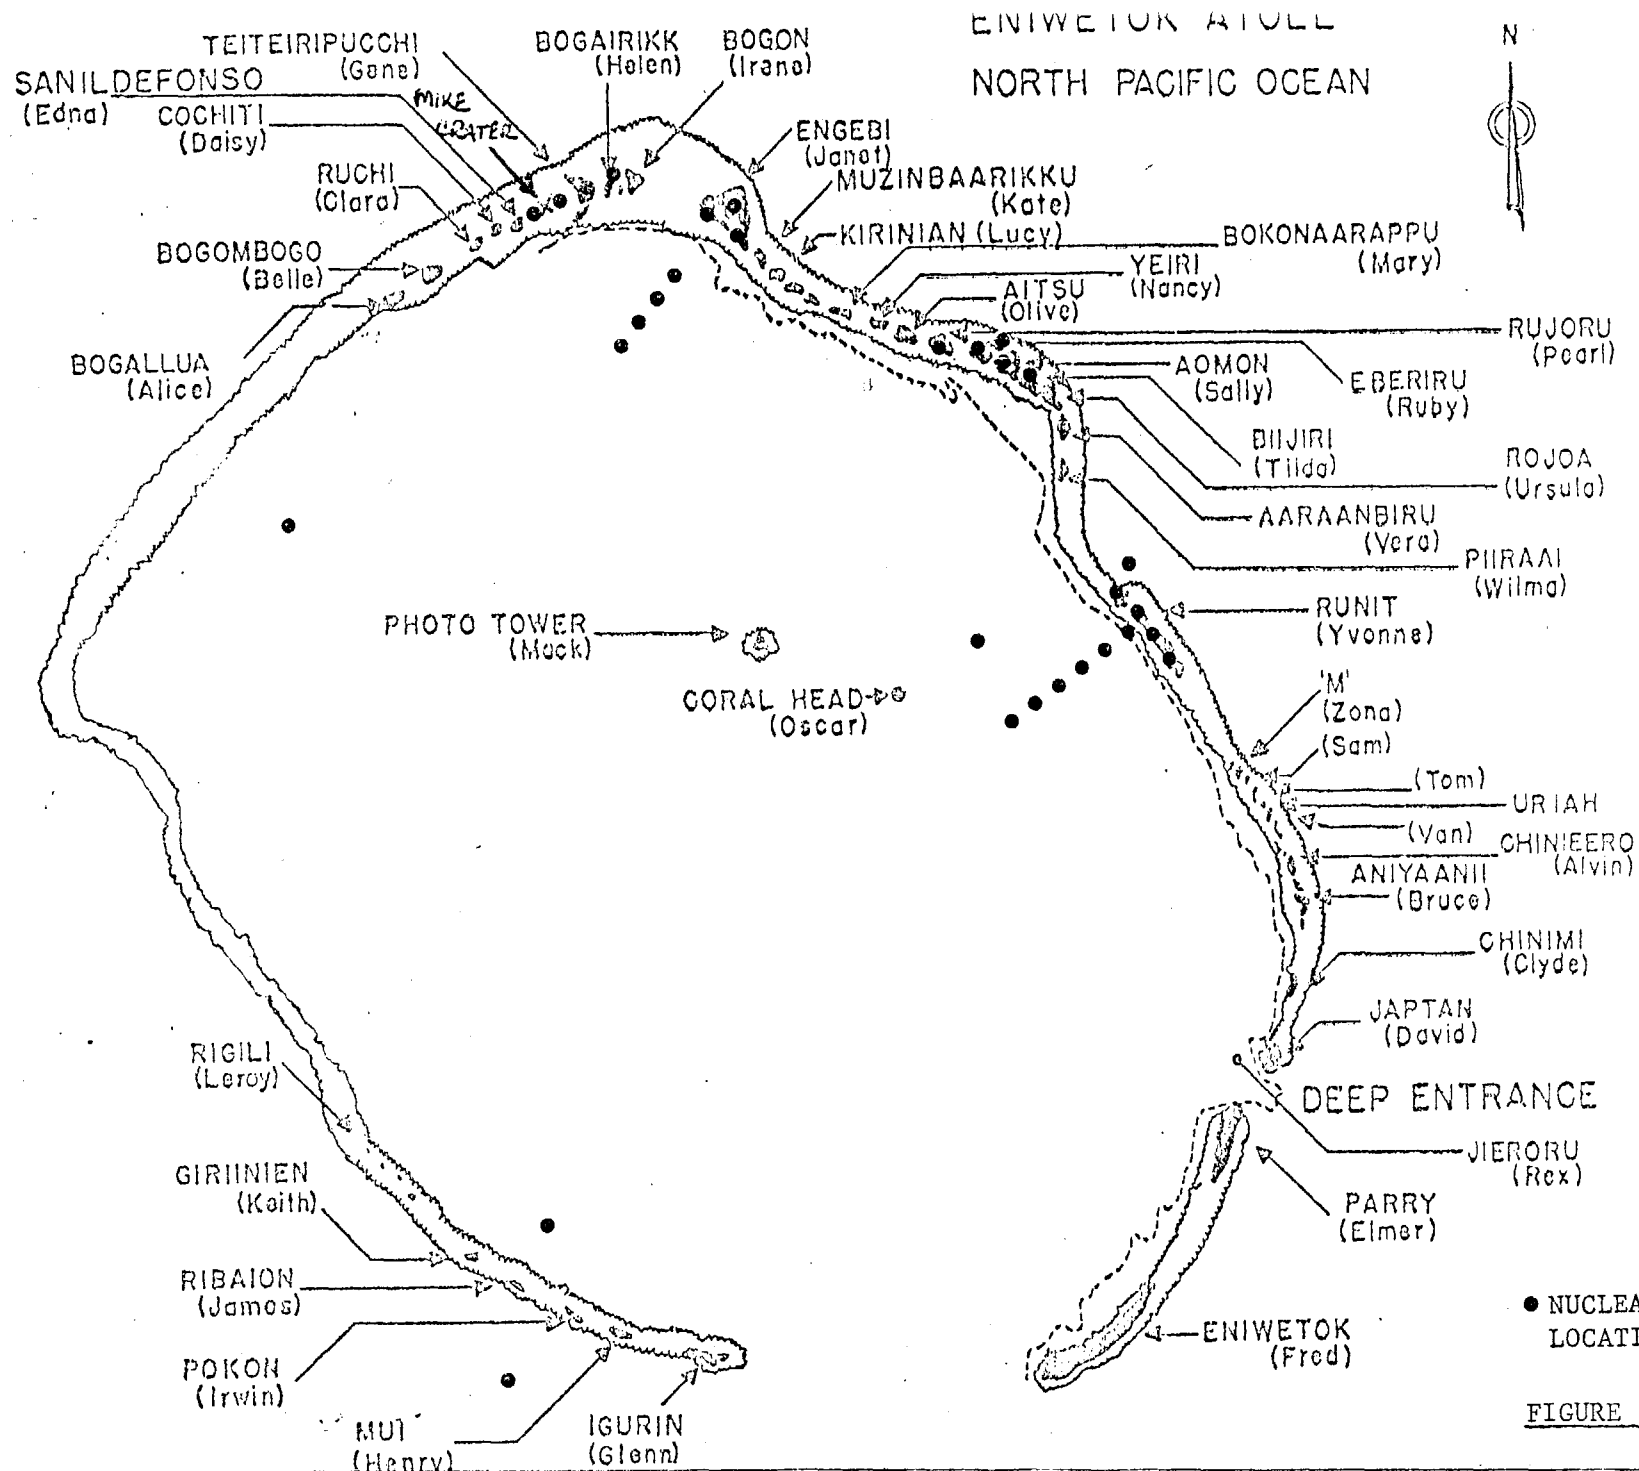 ENIWETOK ATOLL
NORTH PACIFIC OCEAN
N
TEITEIRIPUCCHI
(Gene)
BOGAIRIKK
(Helen)
BOGON
(Irene)
SANILDEFONSO
(Edna)
MIKE
CRATER
COCHITI
(Daisy)
RUCHI
(Clara)
BOGOMBOGO
(Belle)
BOGALLUA
(Alice)
ENGEBI
(Janet)
MUZINBAARIKKU
(Kate)
KIRINIAN (Lucy)
BOKONAARAPPU
(Mary)
YEIRI
(Nancy)
AITSU
(Olive)
RUJORU
(Pearl)
EBERIRU
(Ruby)
AOMON
(Sally)
BIIJIRI
(Tilda)
ROJOA
(Ursula)
AARAANBIRU
(Vera)
PIIRAAI
(Wilma)
RUNIT
(Yvonne)
PHOTO TOWER
(Mack)
CORAL HEAD
(Oscar)
'M'
(Zona)
(Sam)
(Tom)
URIAH
(Van)
CHINIEERO
(Alvin)
ANIYAANII
(Bruce)
CHINIMI
(Clyde)
JAPTAN
(David)
DEEP ENTRANCE
JIERORU
(Rex)
PARRY
(Elmer)
ENIWETOK
(Fred)
RIGILI
(Leroy)
GIRIINIEN
(Keith)
RIBAION
(James)
POKON
(Irwin)
MUI
(Henry)
IGURIN
(Glenn)
NUCLEA
LOCATI
FIGURE